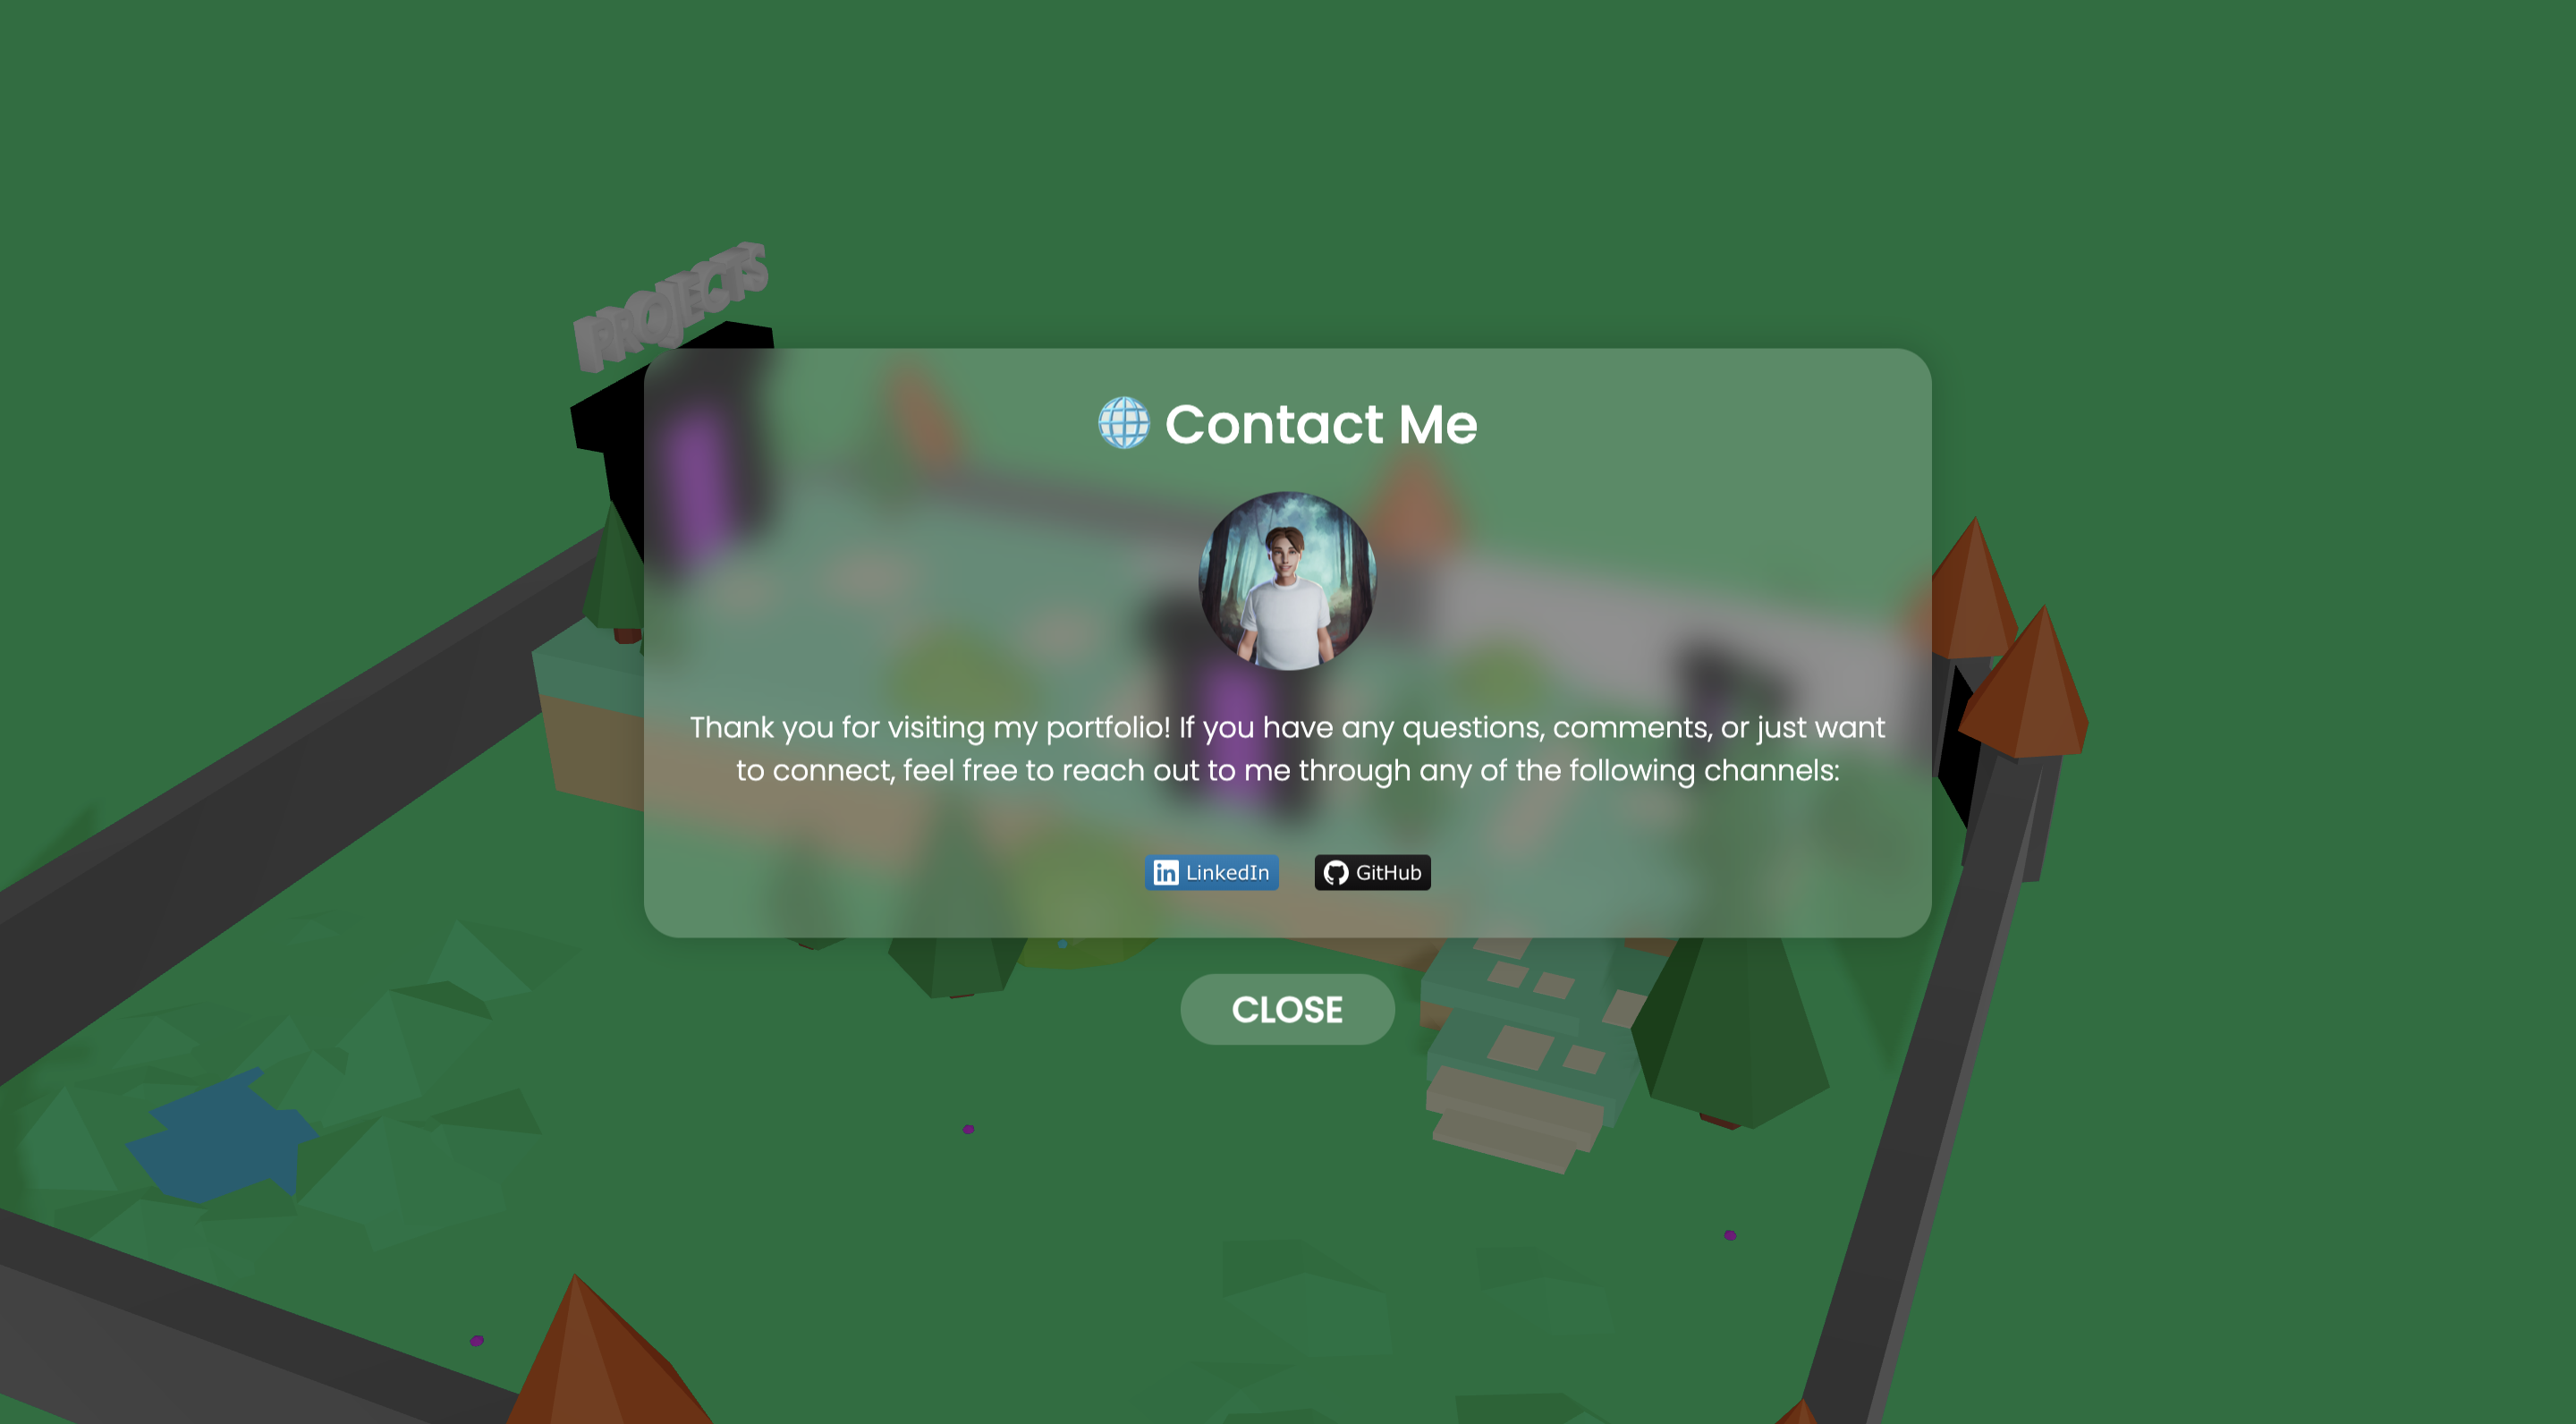 PROJECTS
Contact Me
Thank you for visiting my portfolio! If you have any questions, comments, or just want
to connect, feel free to reach out to me through any of the following channels:
in LinkedIn GitHub
CLOSE